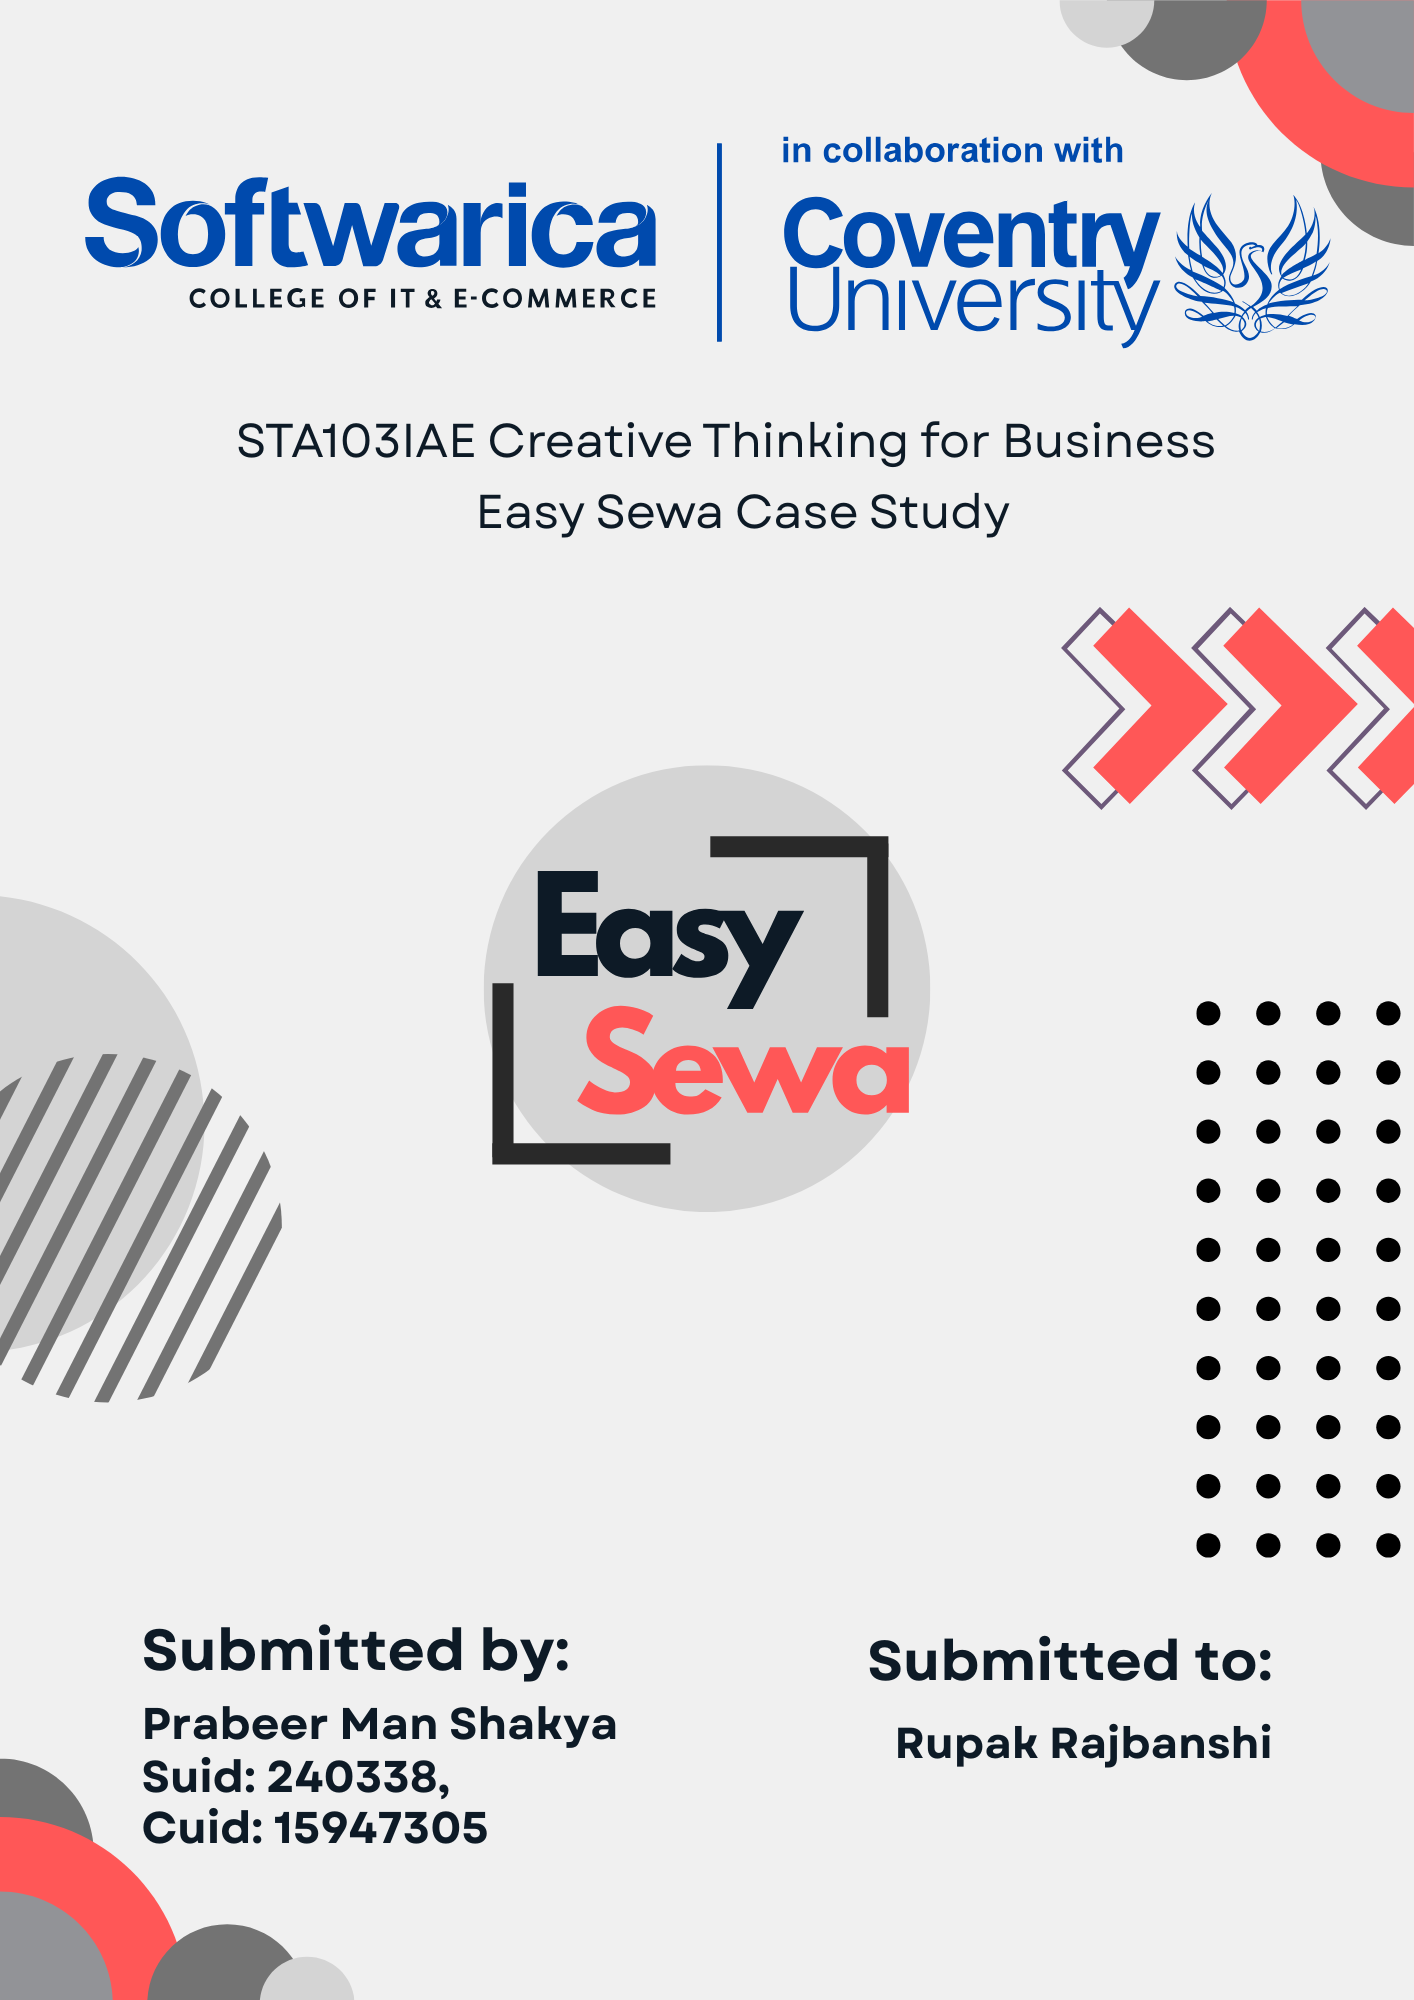 Softwarica
COLLEGE OF IT & E-COMMERCE
in collaboration with
Coventry
University
STA103IAE Creative Thinking for Business
Easy Sewa Case Study
Easy
Sewa
Submitted by:
Prabeer Man Shakya
Suid: 240338,
Cuid: 15947305
Submitted to:
Rupak Rajbanshi